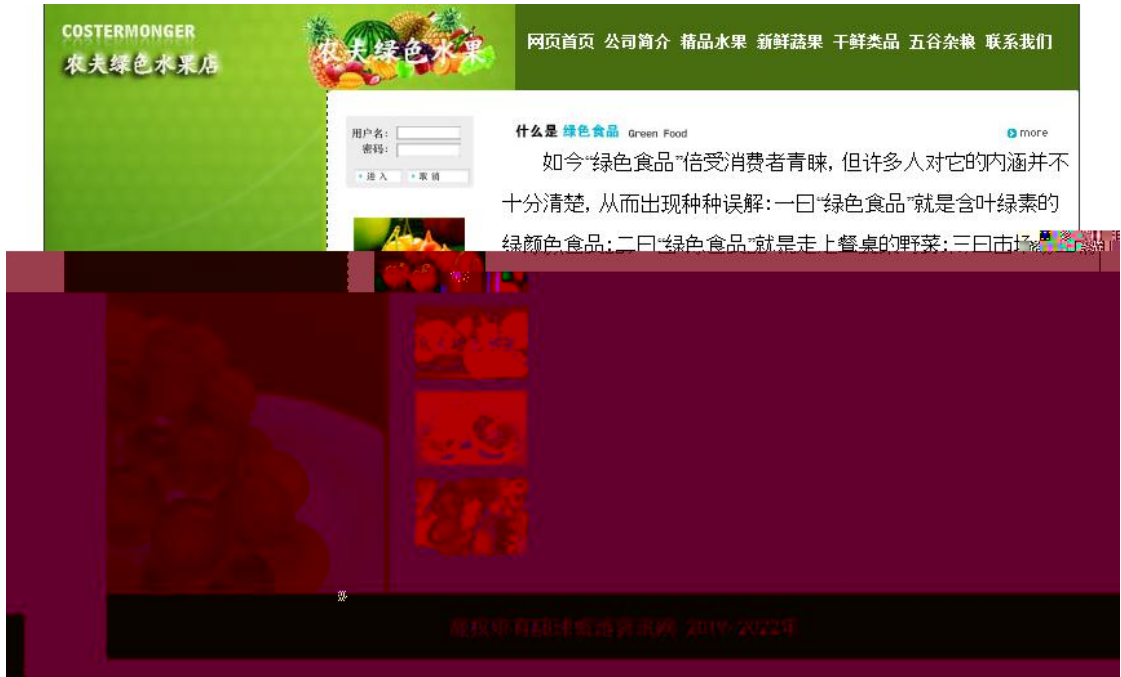 COSTERMONGER
农夫绿色水果店
农夫绿色水果
网页首页 公司简介 精品水果 新鲜蔬果 干鲜类品 五谷杂粮 联系我们
用户名：
密码：
进入 取消
什么是 绿色食品 Green Food
more
如今“绿色食品”倍受消费者青睐，但许多人对它的内涵并不
十分清楚，从而出现种种误解：一曰“绿色食品”就是含叶绿素的
绿颜色食品；二曰“绿色食品”就是走上餐桌的野菜；三曰市场
2019-2022年